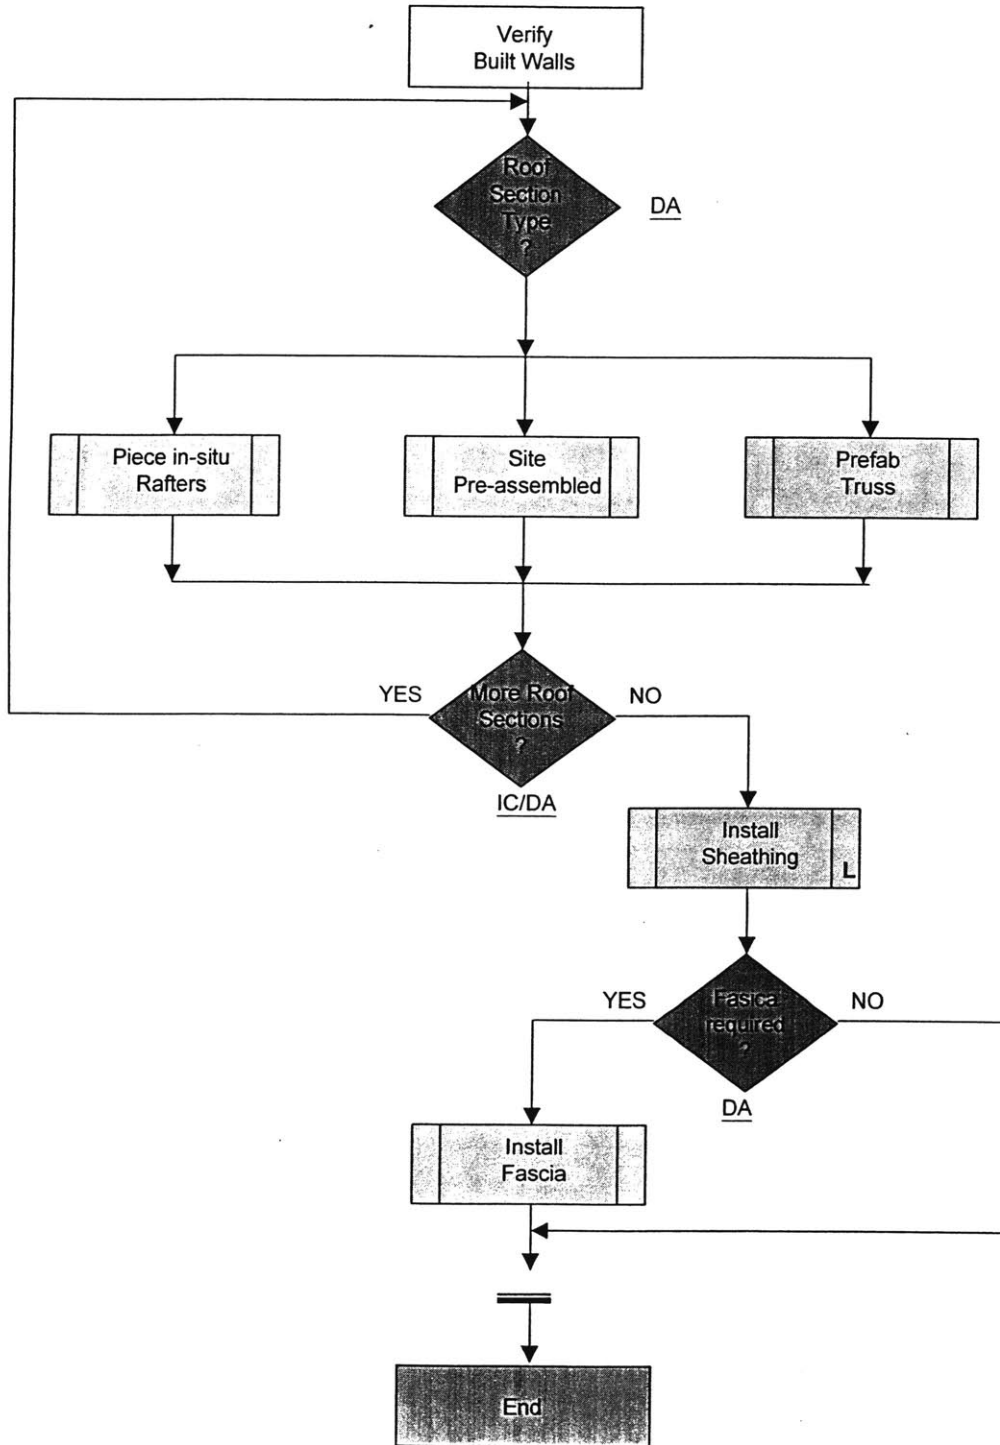 Verify
Built Walls
Roof
Section
Type
?
DA
Piece in-situ
Rafters
Site
Pre-assembled
Prefab
Truss
YES
More Roof
Sections
?
NO
IC/DA
Install
Sheathing
L
YES
Fasica
required
?
NO
DA
Install
Fascia
End